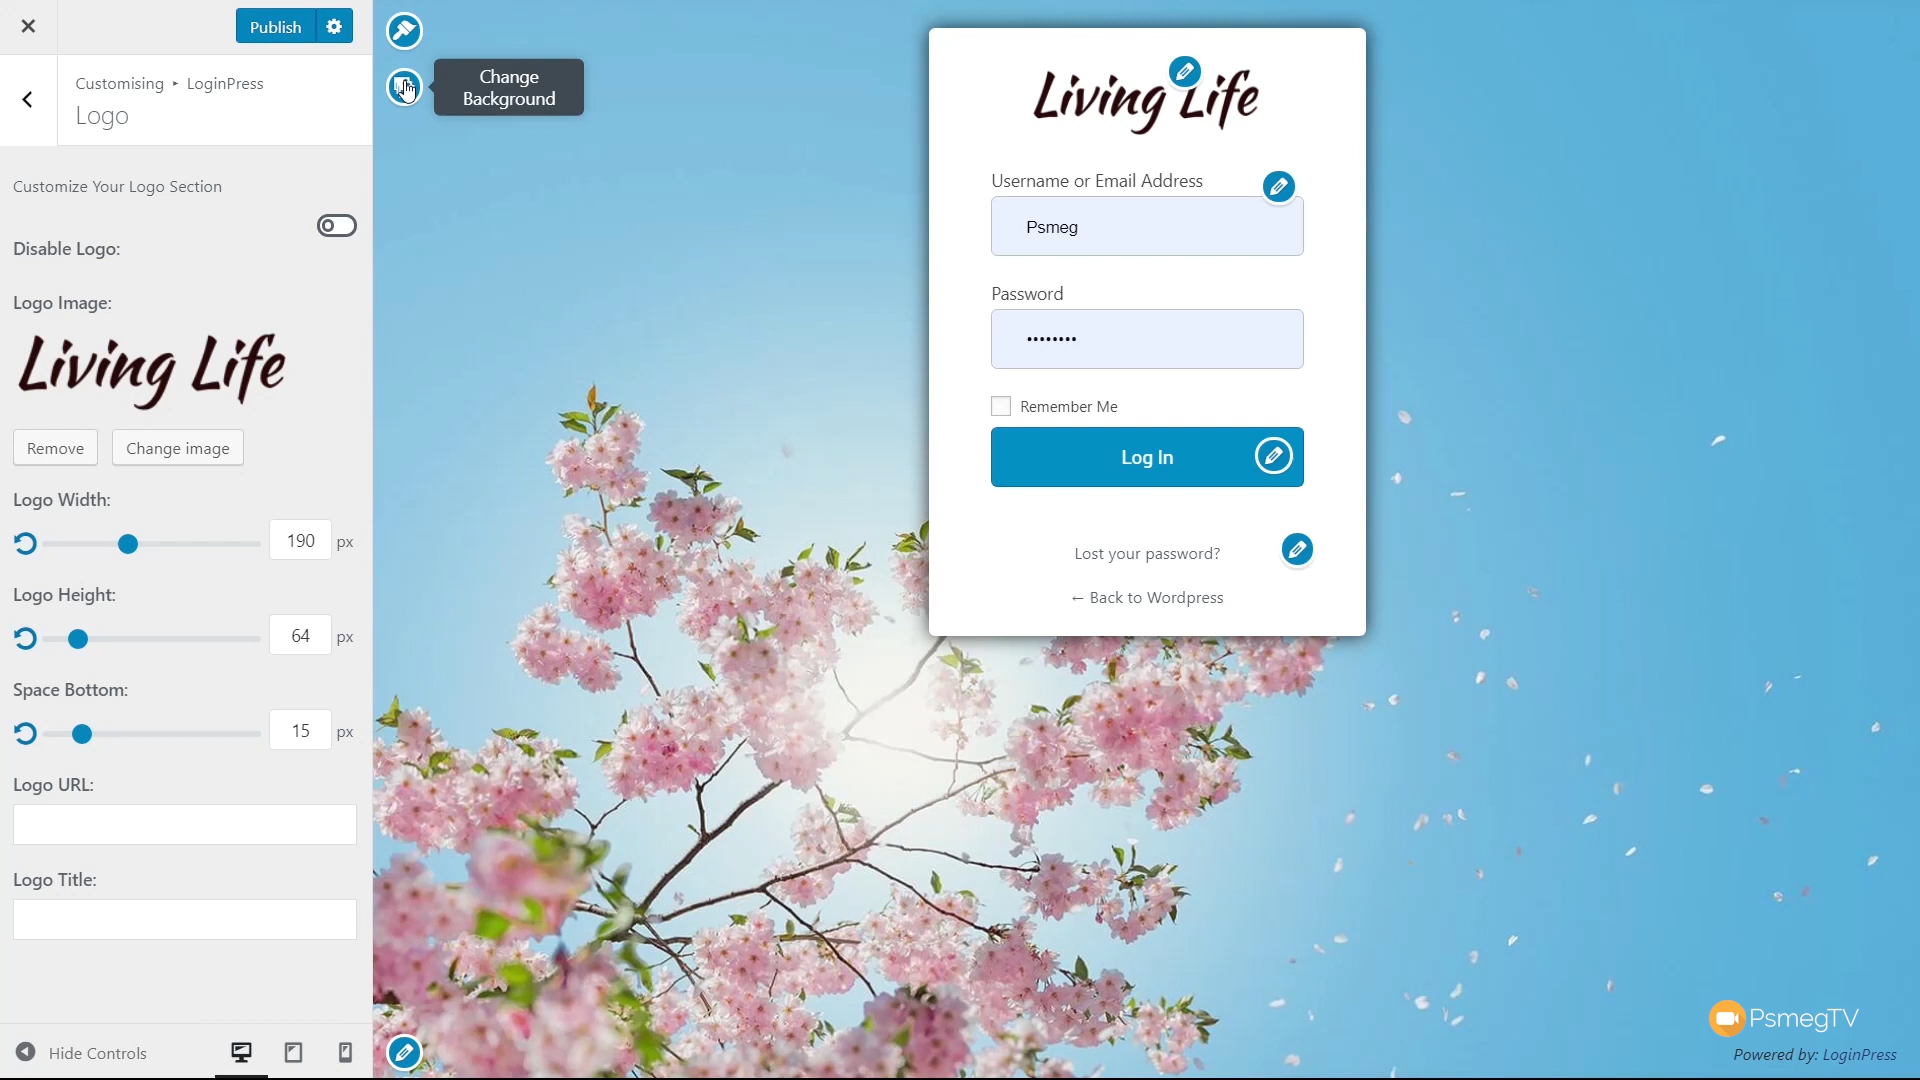 Publish
Customising ▸ LoginPress
Logo
Customize Your Logo Section
Disable Logo:
Logo Image:
Living Life
Remove
Change image
Logo Width:
190 px
Logo Height:
64 px
Space Bottom:
15 px
Logo URL:
Logo Title:
Hide Controls
Change
Background
Living Life
Username or Email Address
Psmeg
Password
••••••••
Remember Me
Log In
Lost your password?
← Back to Wordpress
PsmegTV
Powered by: LoginPress